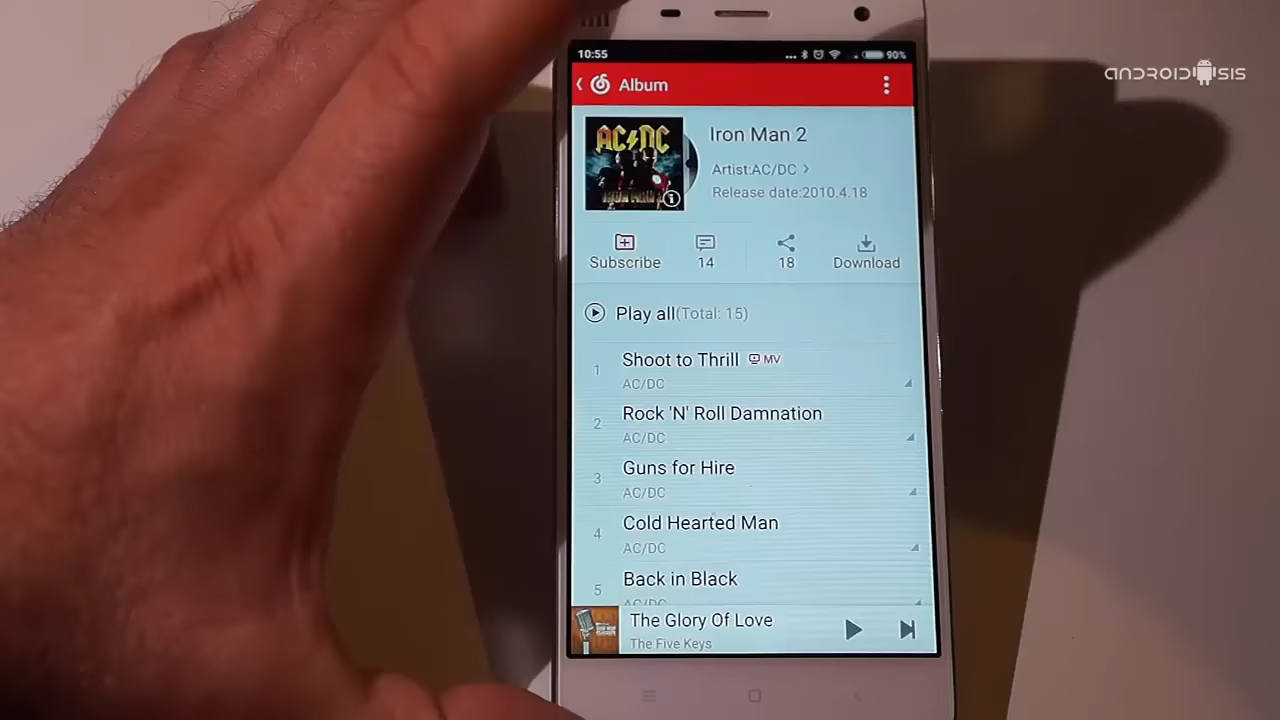 ANDROIDSIS
10:55
90%
Album
AC/DC
IRON MAN 2
Iron Man 2
Artist:AC/DC >
Release date:2010.4.18
Subscribe
14
18
Download
Play all(Total: 15)
1 Shoot to Thrill MV
AC/DC
2 Rock 'N' Roll Damnation
AC/DC
3 Guns for Hire
AC/DC
4 Cold Hearted Man
AC/DC
5 Back in Black
AC/DC
The Glory Of Love
The Five Keys